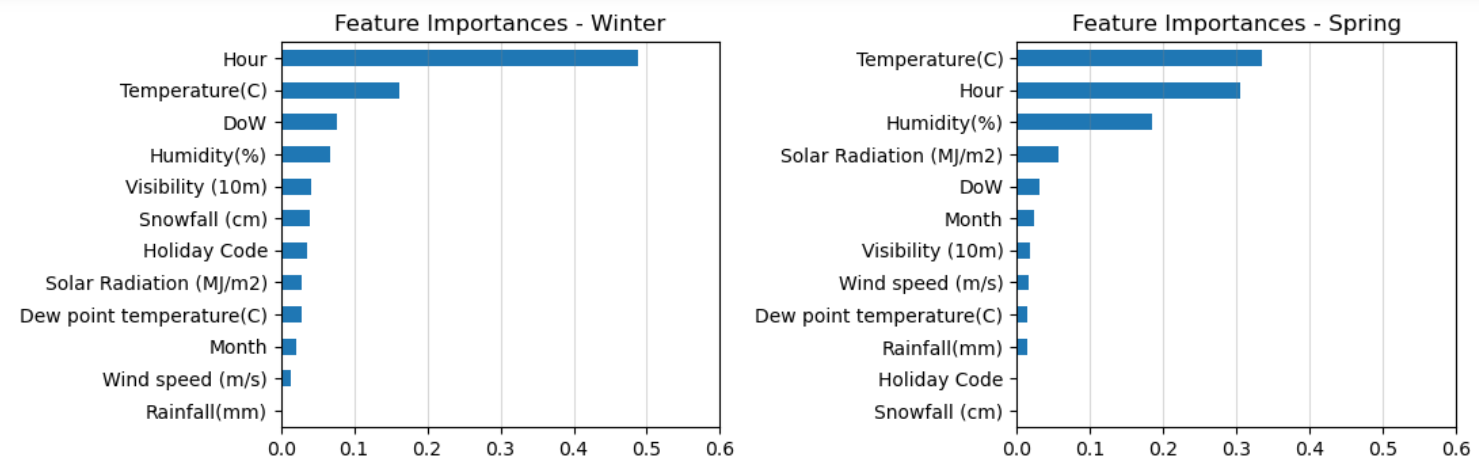 Feature Importances - Winter
Hour
Temperature(C)
DoW
Humidity(%)
Visibility (10m)
Snowfall (cm)
Holiday Code
Solar Radiation (MJ/m2)
Dew point temperature(C)
Month
Wind speed (m/s)
Rainfall(mm)
0.0 0.1 0.2 0.3 0.4 0.5 0.6
Feature Importances - Spring
Temperature(C)
Hour
Humidity(%)
Solar Radiation (MJ/m2)
DoW
Month
Visibility (10m)
Wind speed (m/s)
Dew point temperature(C)
Rainfall(mm)
Holiday Code
Snowfall (cm)
0.0 0.1 0.2 0.3 0.4 0.5 0.6